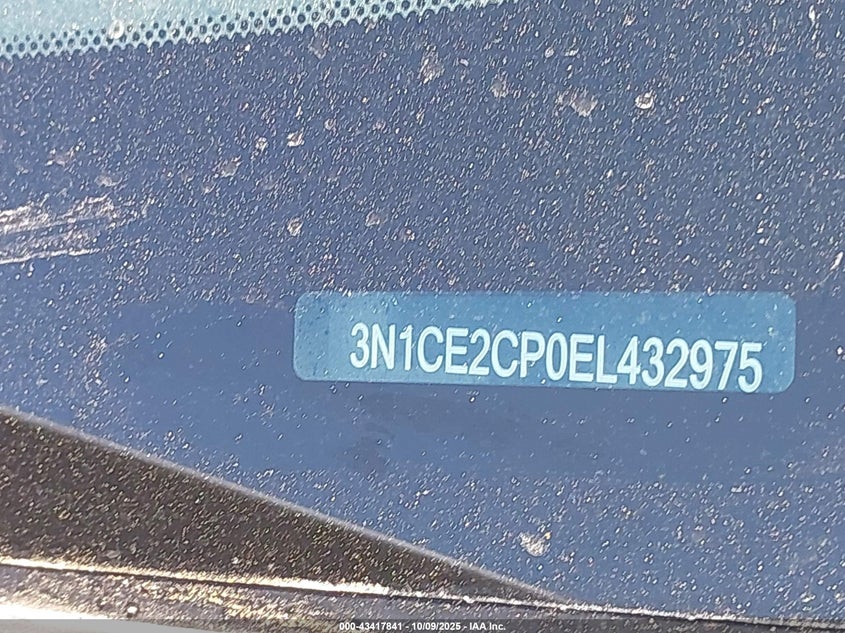 3N1CE2CP0EL432975
000-43417841 - 10/09/2025 - IAA, Inc.